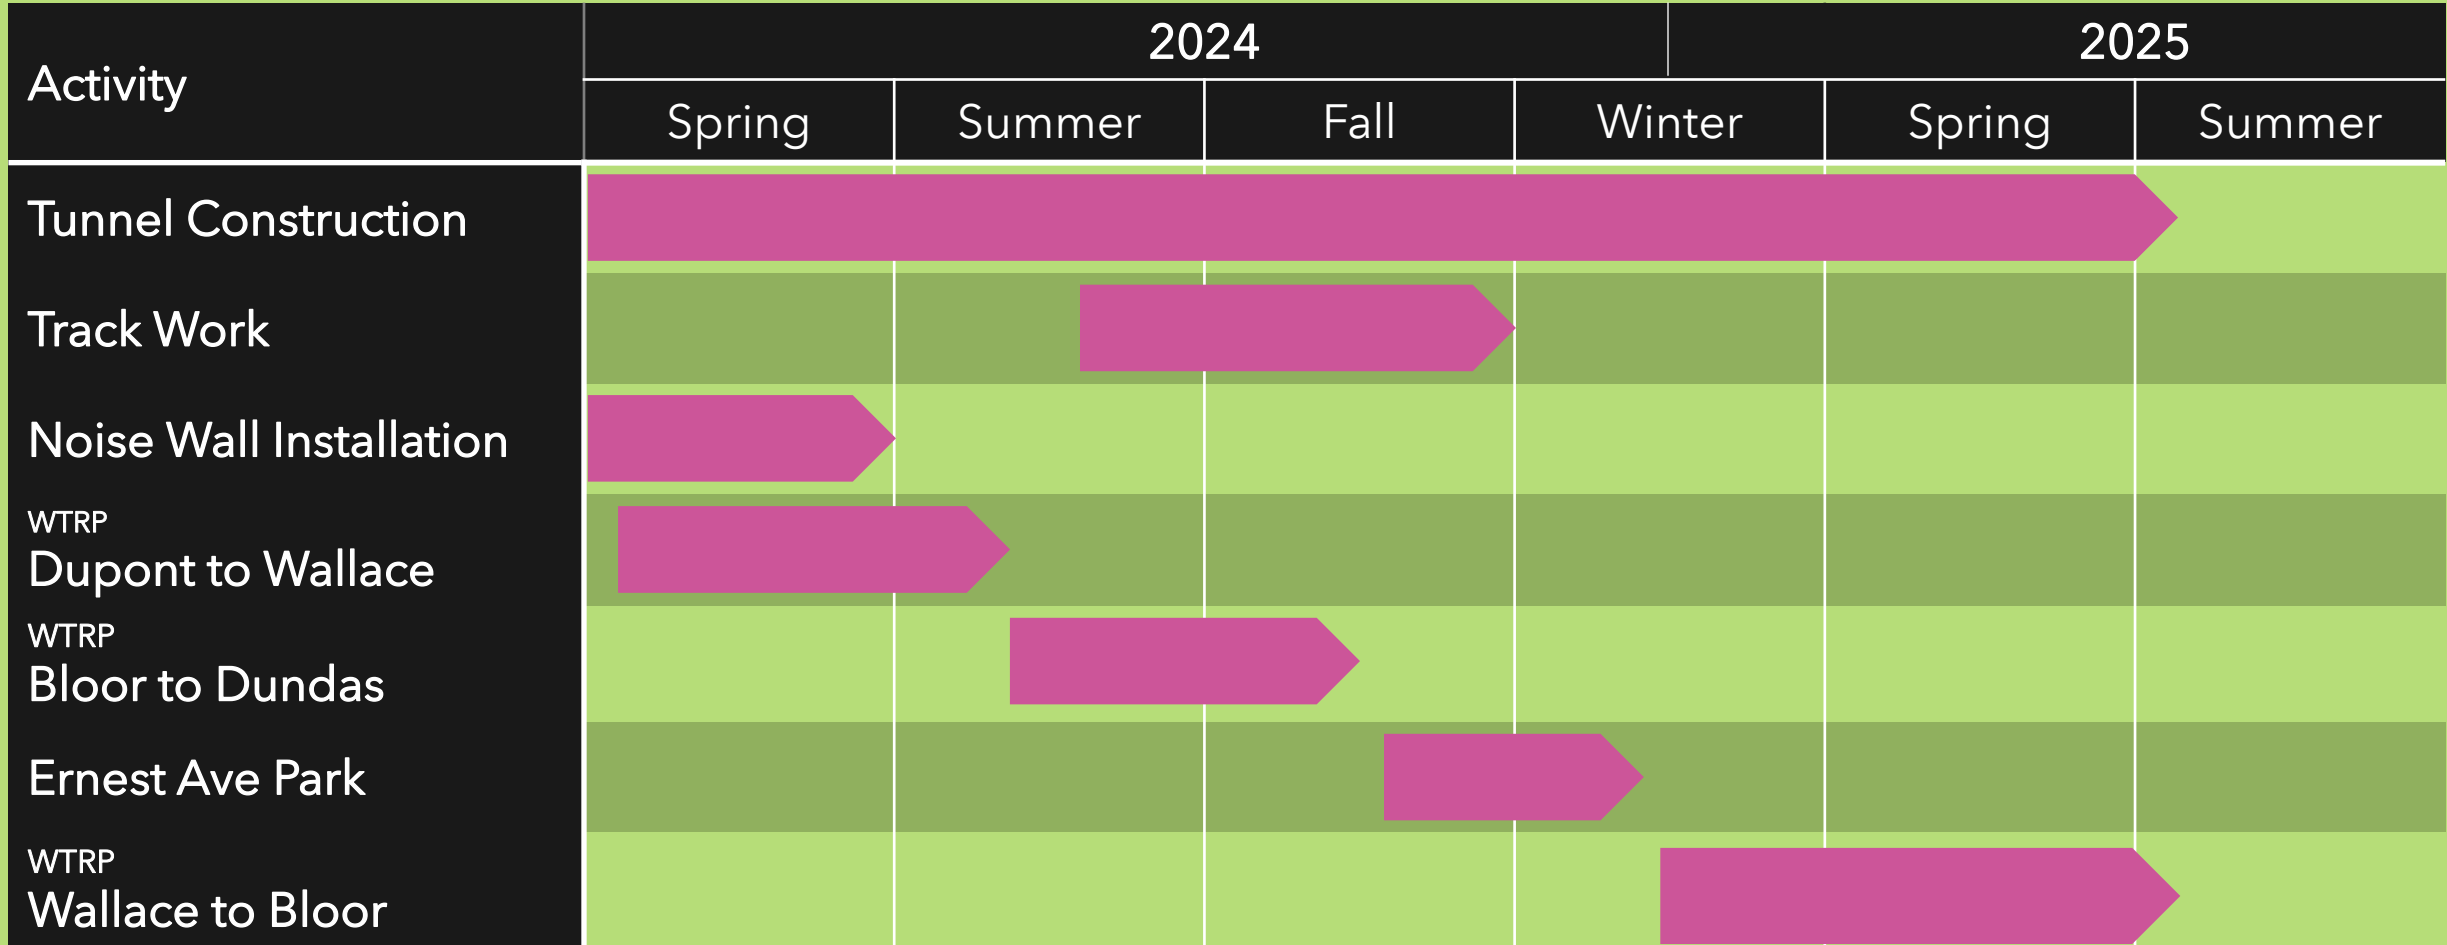 Activity
2024
2025
Spring
Summer
Fall
Winter
Spring
Summer
Tunnel Construction
Track Work
Noise Wall Installation
WTRP
Dupont to Wallace
WTRP
Bloor to Dundas
Ernest Ave Park
WTRP
Wallace to Bloor